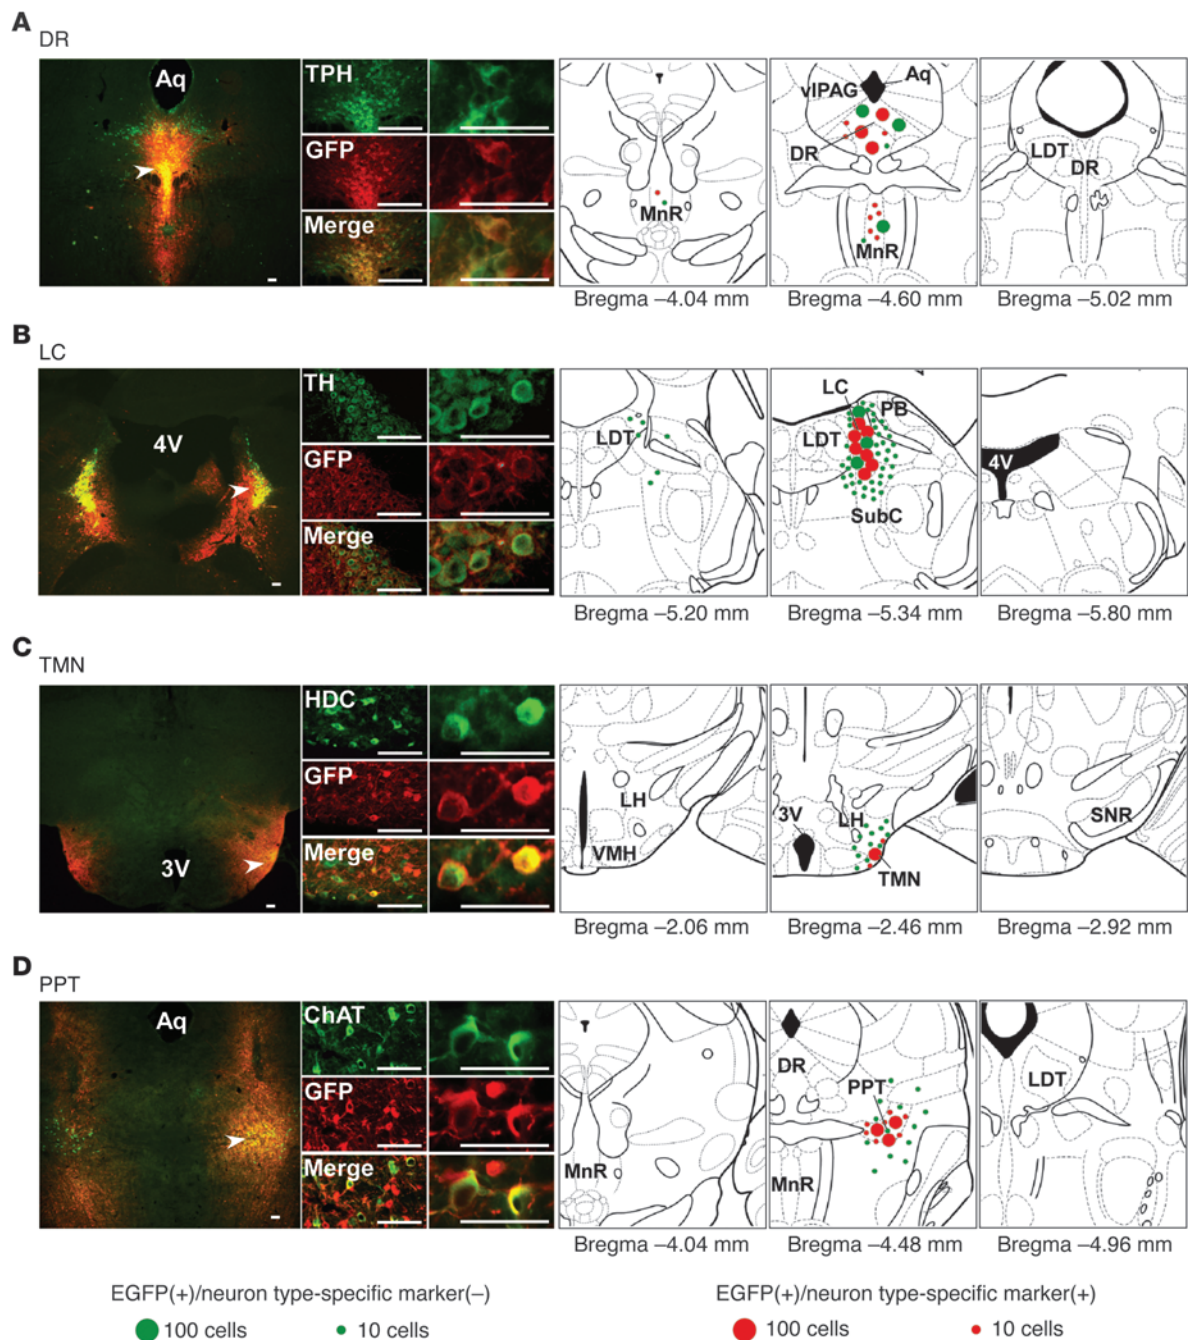 A
DR
Aq
TPH
GFP
Merge
MnR
Bregma –4.04 mm
vlPAG
Aq
DR
MnR
Bregma –4.60 mm
LDT
DR
Bregma –5.02 mm
B
LC
4V
TH
GFP
Merge
LDT
Bregma –5.20 mm
LC
PB
LDT
SubC
Bregma –5.34 mm
4V
Bregma –5.80 mm
C
TMN
3V
HDC
GFP
Merge
LH
VMH
Bregma –2.06 mm
3V
LH
TMN
Bregma –2.46 mm
SNR
Bregma –2.92 mm
D
PPT
Aq
ChAT
GFP
Merge
MnR
Bregma –4.04 mm
DR
PPT
MnR
Bregma –4.48 mm
LDT
Bregma –4.96 mm
EGFP(+)/neuron type-specific marker(–)
100 cells
10 cells
EGFP(+)/neuron type-specific marker(+)
100 cells
10 cells